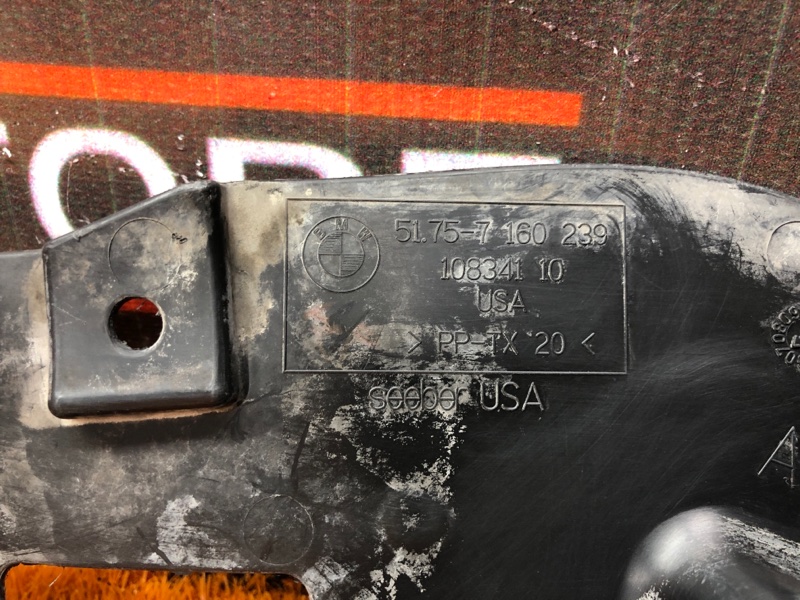 BMW
51.75-7 160 239
108341 10
USA
> PP-TX 20 <
seeber USA
A